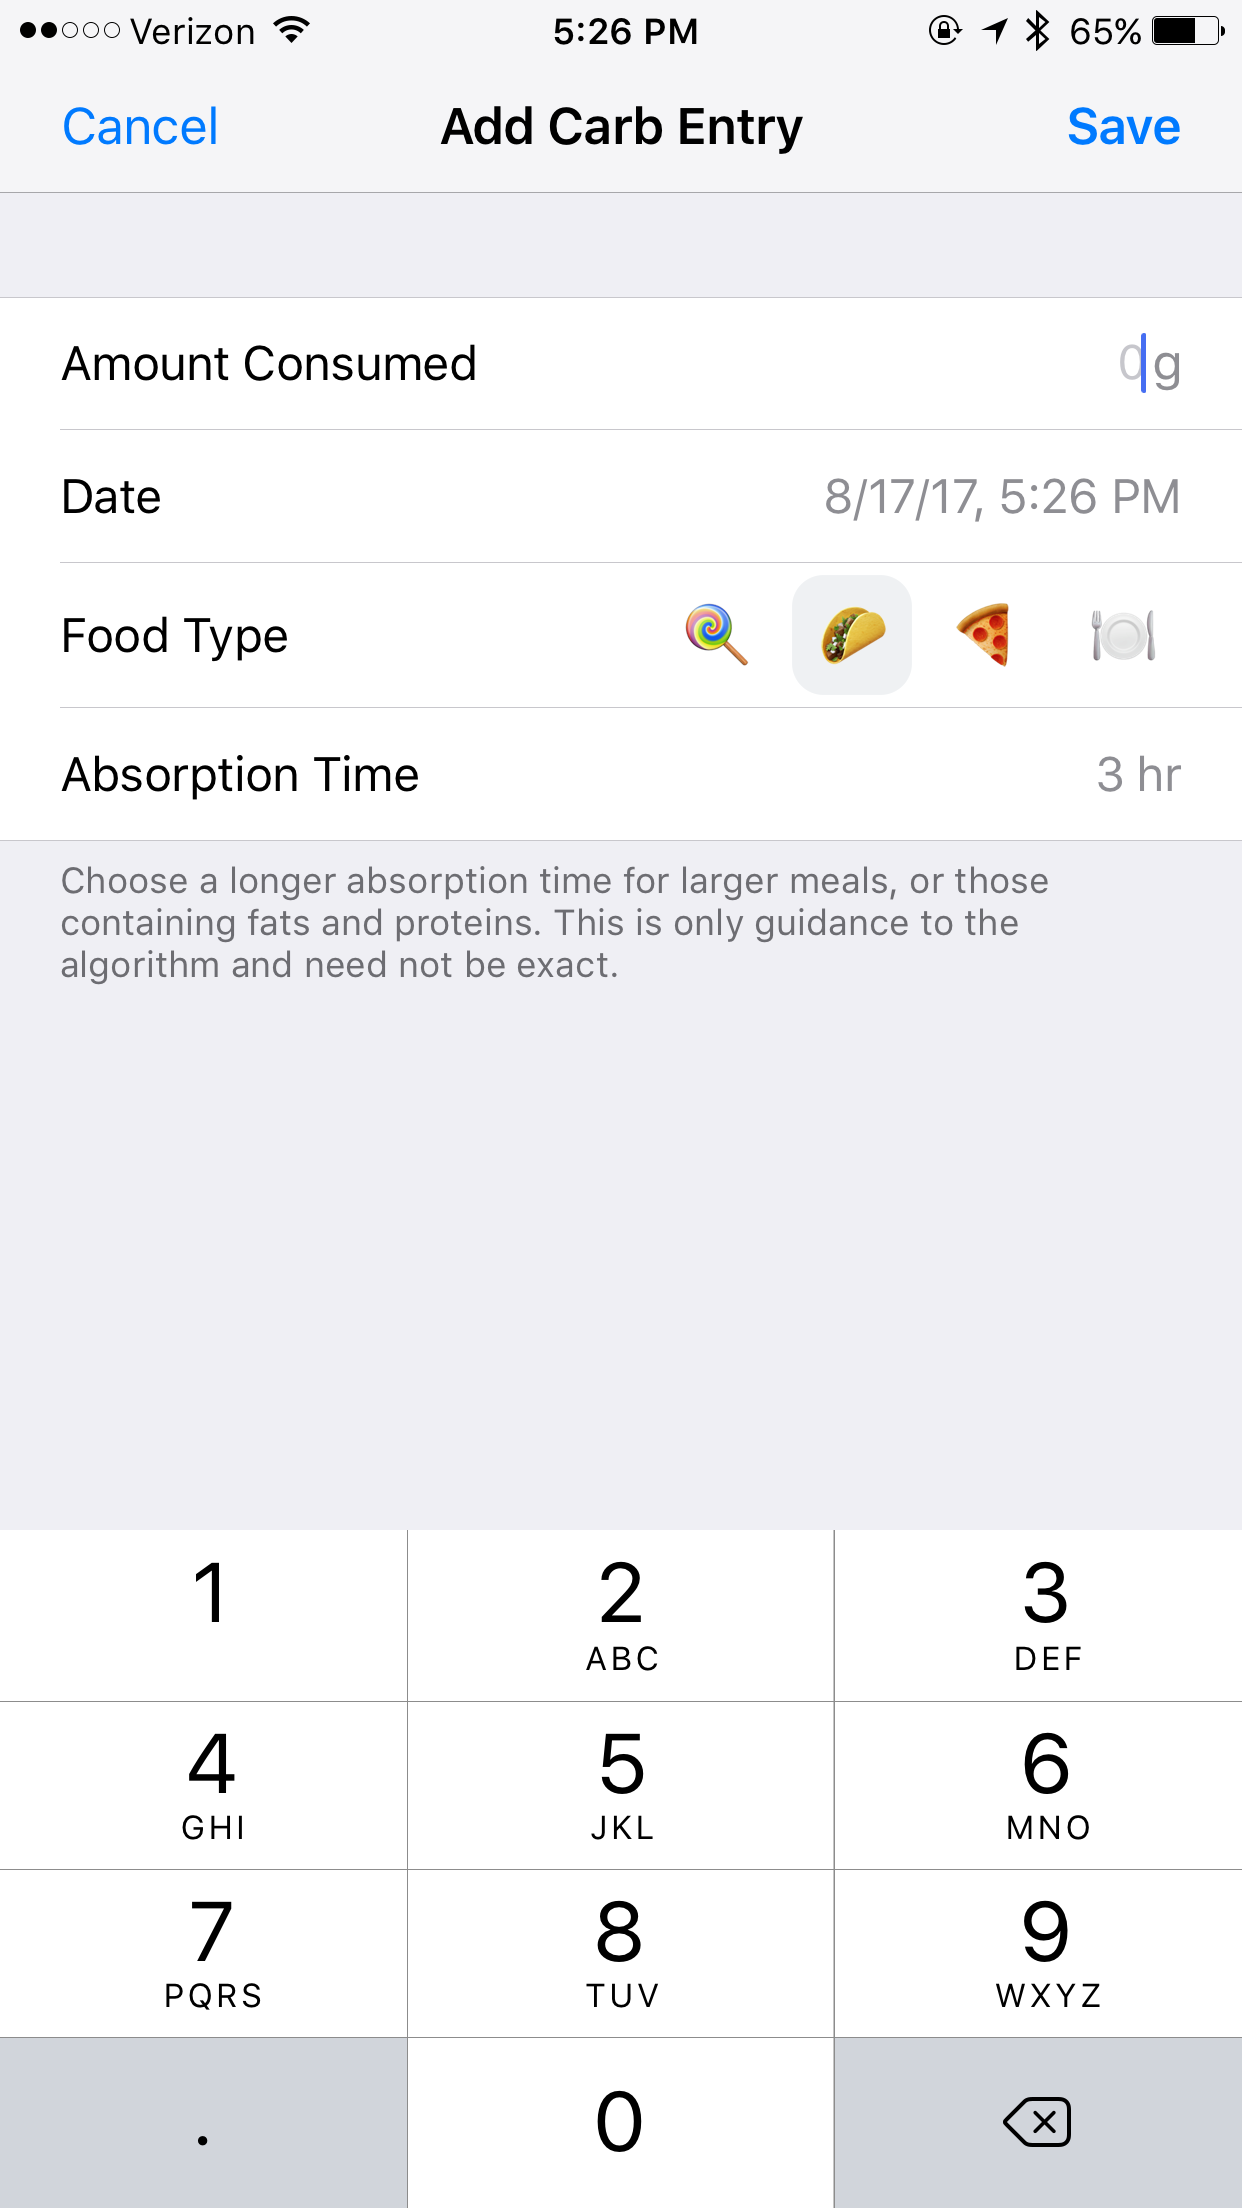 Verizon 5:26 PM 65%
Cancel Add Carb Entry Save
Amount Consumed 0 g
Date 8/17/17, 5:26 PM
Food Type
Absorption Time 3 hr
Choose a longer absorption time for larger meals, or those
containing fats and proteins. This is only guidance to the
algorithm and need not be exact.
1 2 3
ABC DEF
4 5 6
GHI JKL MNO
7 8 9
PQRS TUV WXYZ
. 0